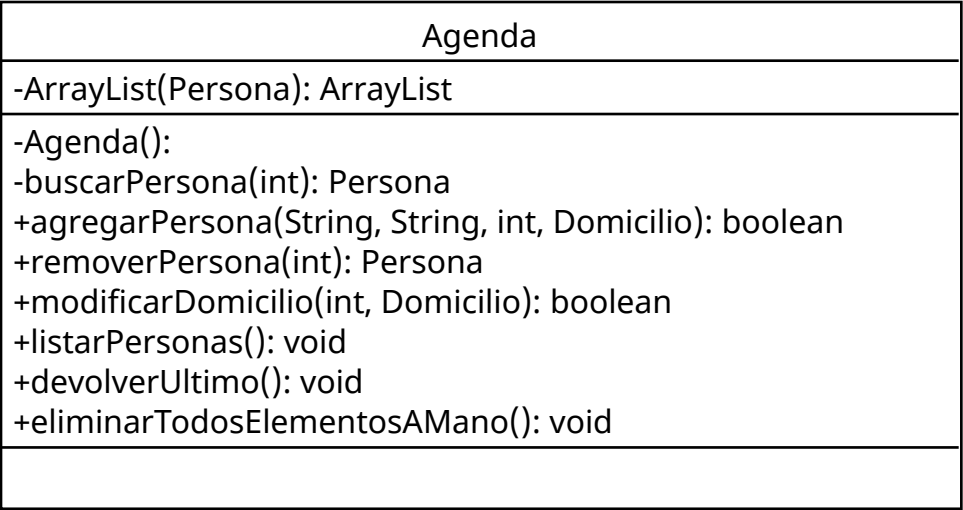 Agenda
-ArrayList(Persona): ArrayList
-Agenda():
-buscarPersona(int): Persona
+agregarPersona(String, String, int, Domicilio): boolean
+removerPersona(int): Persona
+modificarDomicilio(int, Domicilio): boolean
+listarPersonas(): void
+devolverUltimo(): void
+eliminarTodosElementosAMano(): void